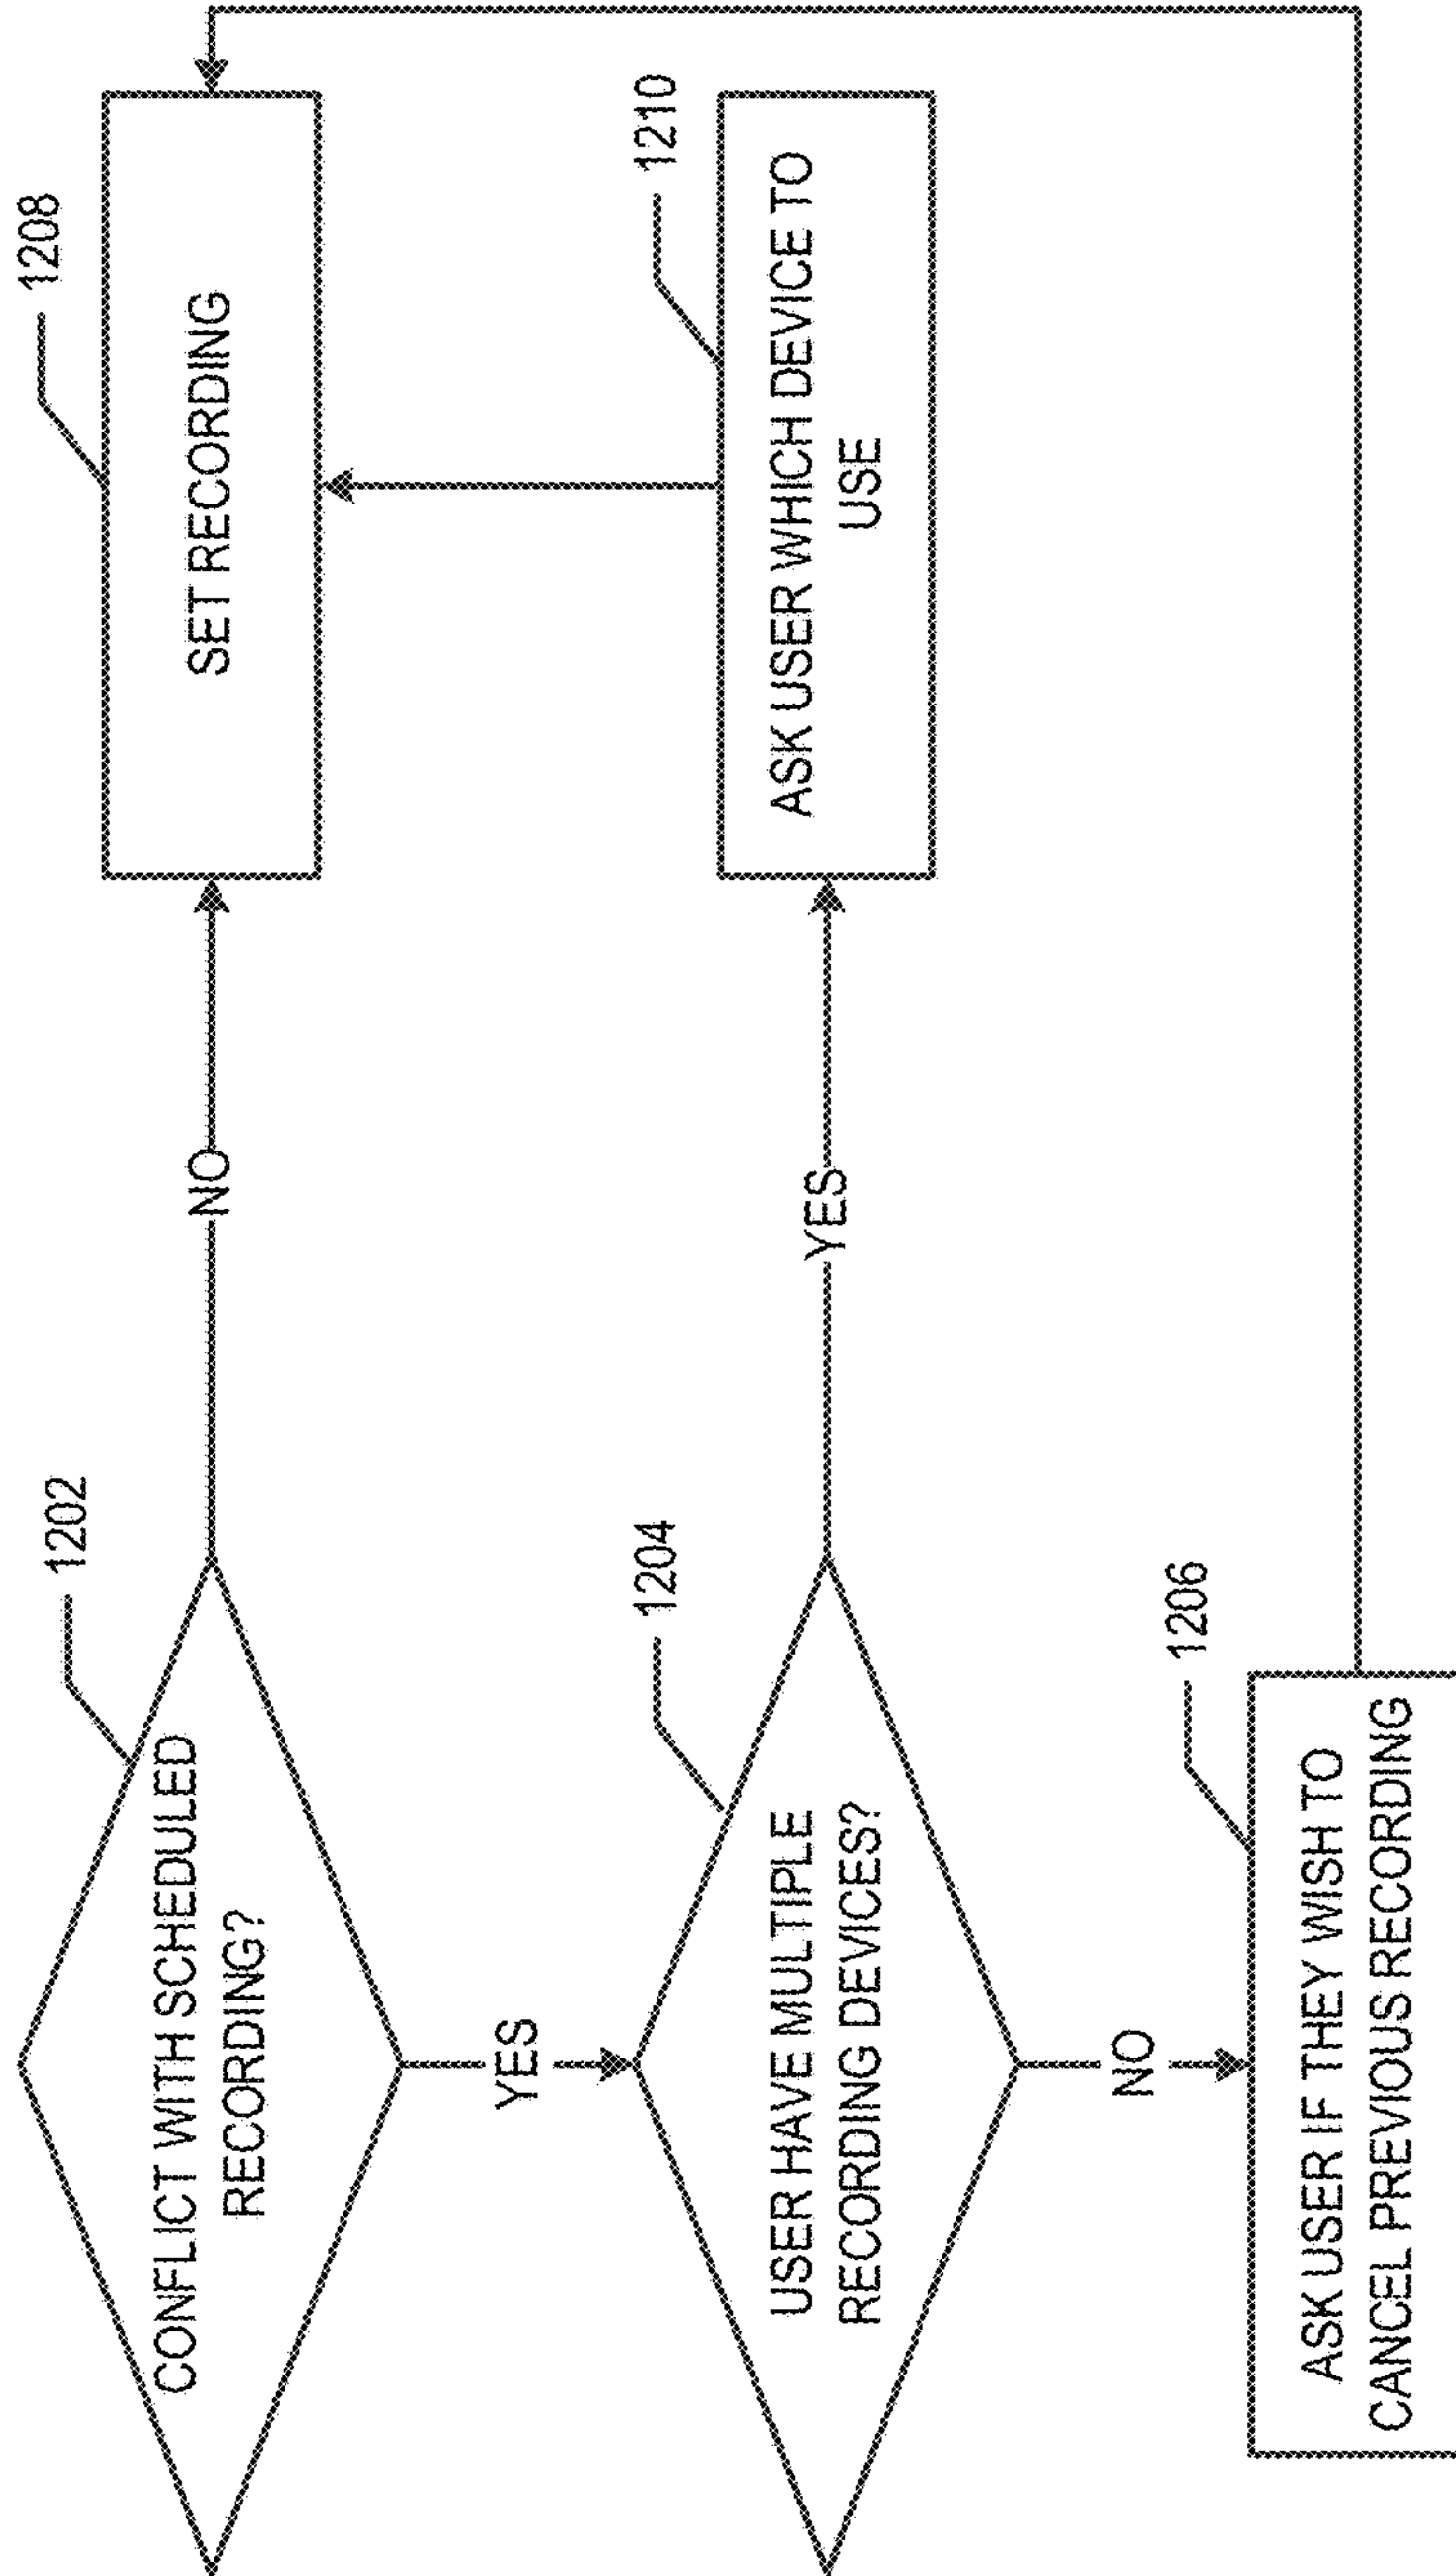 1202
CONFLICT WITH SCHEDULED
RECORDING?
NO
1208
SET RECORDING
YES
1204
USER HAVE MULTIPLE
RECORDING DEVICES?
YES
1210
ASK USER WHICH DEVICE TO
USE
NO
1206
ASK USER IF THEY WISH TO
CANCEL PREVIOUS RECORDING